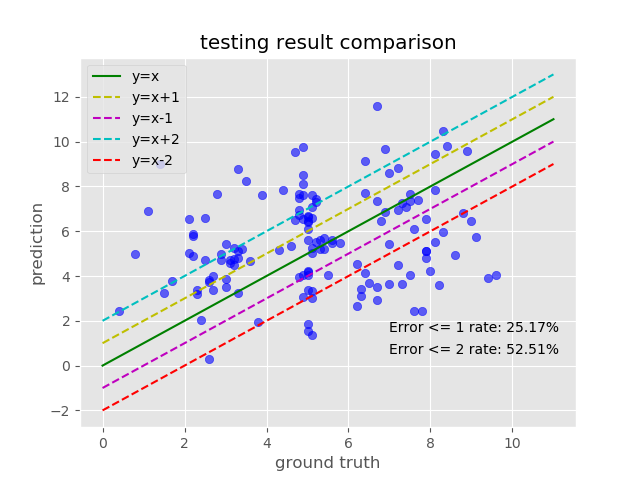 testing result comparison
y=x
y=x+1
y=x-1
y=x+2
y=x-2
12
10
8
6
4
2
0
−2
prediction
Error <= 1 rate: 25.17%
Error <= 2 rate: 52.51%
0 2 4 6 8 10
ground truth